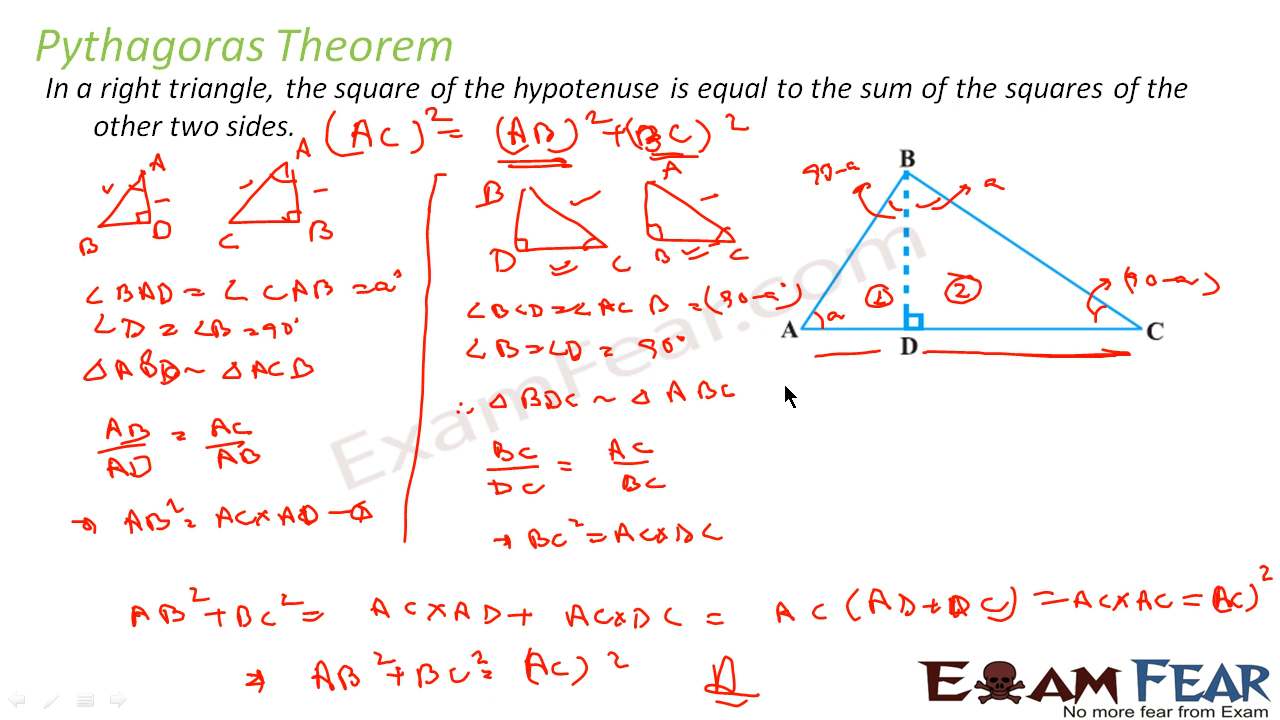 Pythagoras Theorem
In a right triangle, the square of the hypotenuse is equal to the sum of the squares of the
other two sides.
(AC)² = (AB)² + (BC)²
A
B
D
A
C
B
B
D
C
A
B
C
∠BAD = ∠CAB = a°
∠D = ∠B = 90°
△ABD ~ △ACB
AB/AD = AC/AB
⇒ AB² = AC×AD —①
∠BCD = ∠ACB = (90-a°)
∠B = ∠D = 90°
∴ △BDC ~ △ABC
BC/DC = AC/BC
→ BC² = AC×DC
B
90-a
a
①
②
(90-a)
A
a
D
C
AB² + BC² = AC×AD + AC×DC = AC(AD+DC) = AC×AC = (AC)²
⇒ AB² + BC² = (AC)²
ExamFear.com
EXAM FEAR
No more fear from Exam